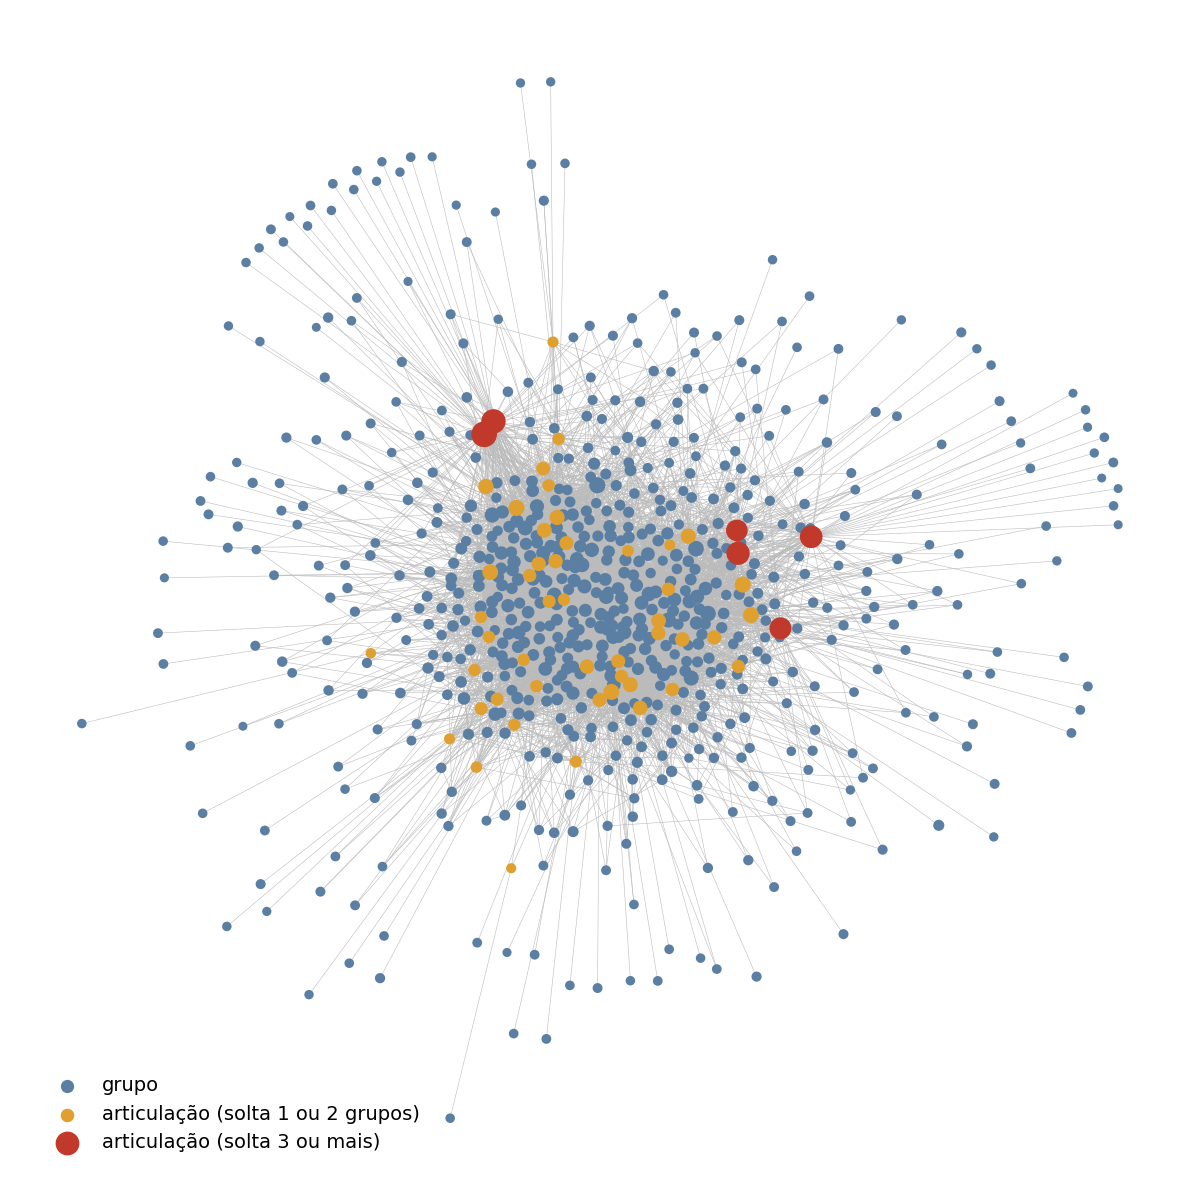 grupo
articulação (solta 1 ou 2 grupos)
articulação (solta 3 ou mais)